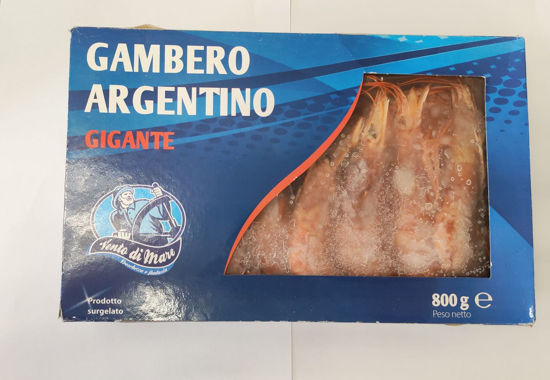 GAMBERO
ARGENTINO
GIGANTE
Vento di Mare
Prodotto
surgelato
800 g e
Peso netto